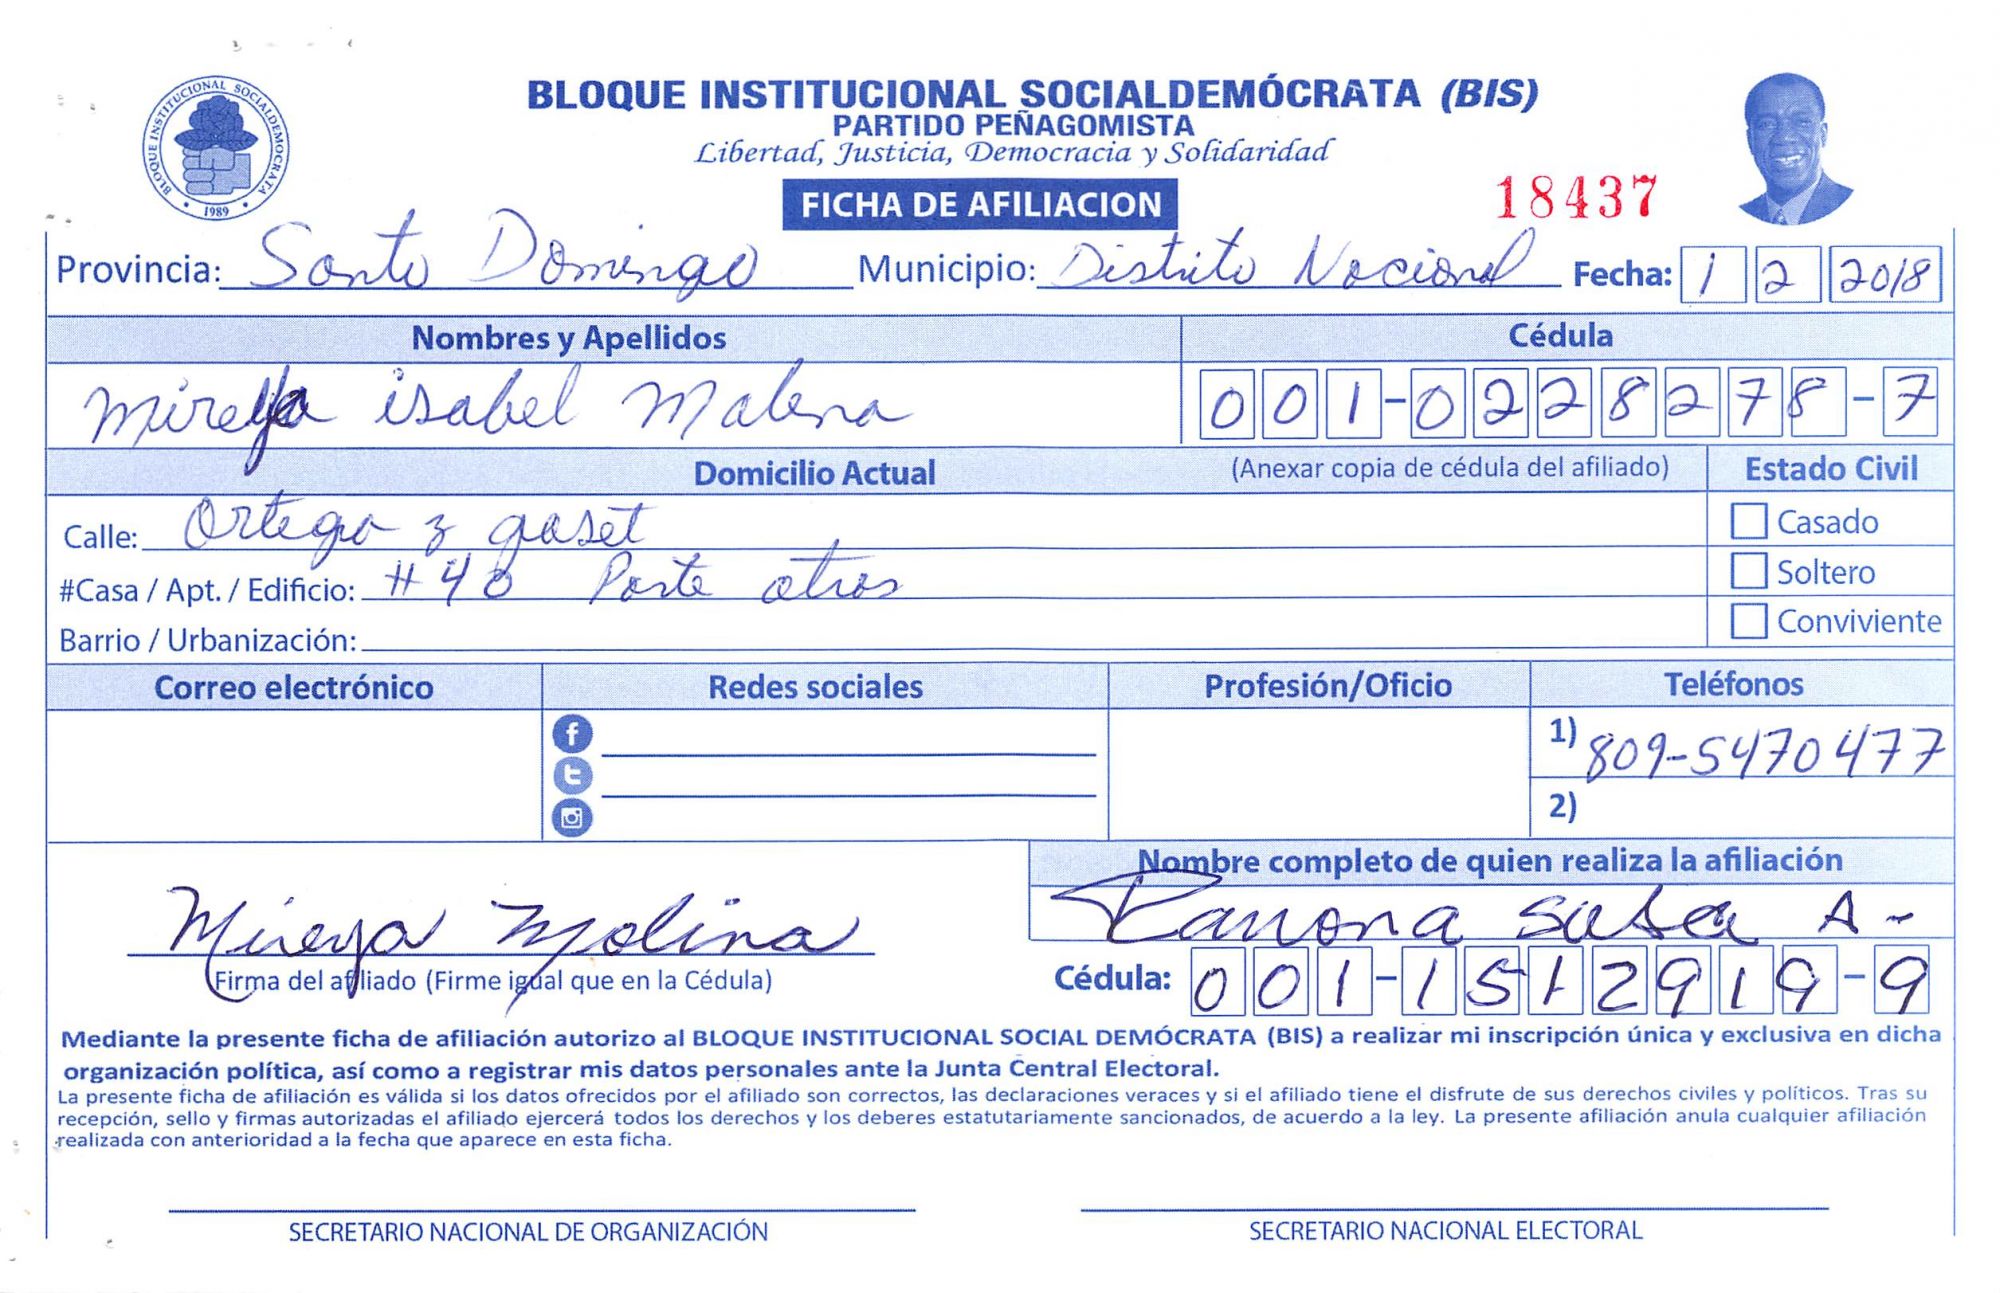 BLOQUE INSTITUCIONAL SOCIALDEMOCRATA
1989
BLOQUE INSTITUCIONAL SOCIALDEMÓCRATA (BIS)
PARTIDO PEÑAGOMISTA
Libertad, Justicia, Democracia y Solidaridad
FICHA DE AFILIACION
18437
Provincia: Santo Domingo Municipio: Distrito Nacional Fecha: 1 2 2018
Nombres y Apellidos Cédula
Mireya isabel Malena 001-0228278-7
Domicilio Actual (Anexar copia de cédula del afiliado) Estado Civil
Calle: Ortega y gaset Casado
#Casa / Apt. / Edificio: #40 Parte atras Soltero
Barrio / Urbanización: Conviviente
Correo electrónico Redes sociales Profesión/Oficio Teléfonos
1) 809-5470477
2)
Nombre completo de quien realiza la afiliación
Mireya Molina Ramona Susa A-
Firma del afiliado (Firme igual que en la Cédula) Cédula: 001-1512919-9
Mediante la presente ficha de afiliación autorizo al BLOQUE INSTITUCIONAL SOCIAL DEMÓCRATA (BIS) a realizar mi inscripción única y exclusiva en dicha
organización política, así como a registrar mis datos personales ante la Junta Central Electoral.
La presente ficha de afiliación es válida si los datos ofrecidos por el afiliado son correctos, las declaraciones veraces y si el afiliado tiene el disfrute de sus derechos civiles y políticos. Tras su
recepción, sello y firmas autorizadas el afiliado ejercerá todos los derechos y los deberes estatutariamente sancionados, de acuerdo a la ley. La presente afiliación anula cualquier afiliación
realizada con anterioridad a la fecha que aparece en esta ficha.
SECRETARIO NACIONAL DE ORGANIZACIÓN SECRETARIO NACIONAL ELECTORAL